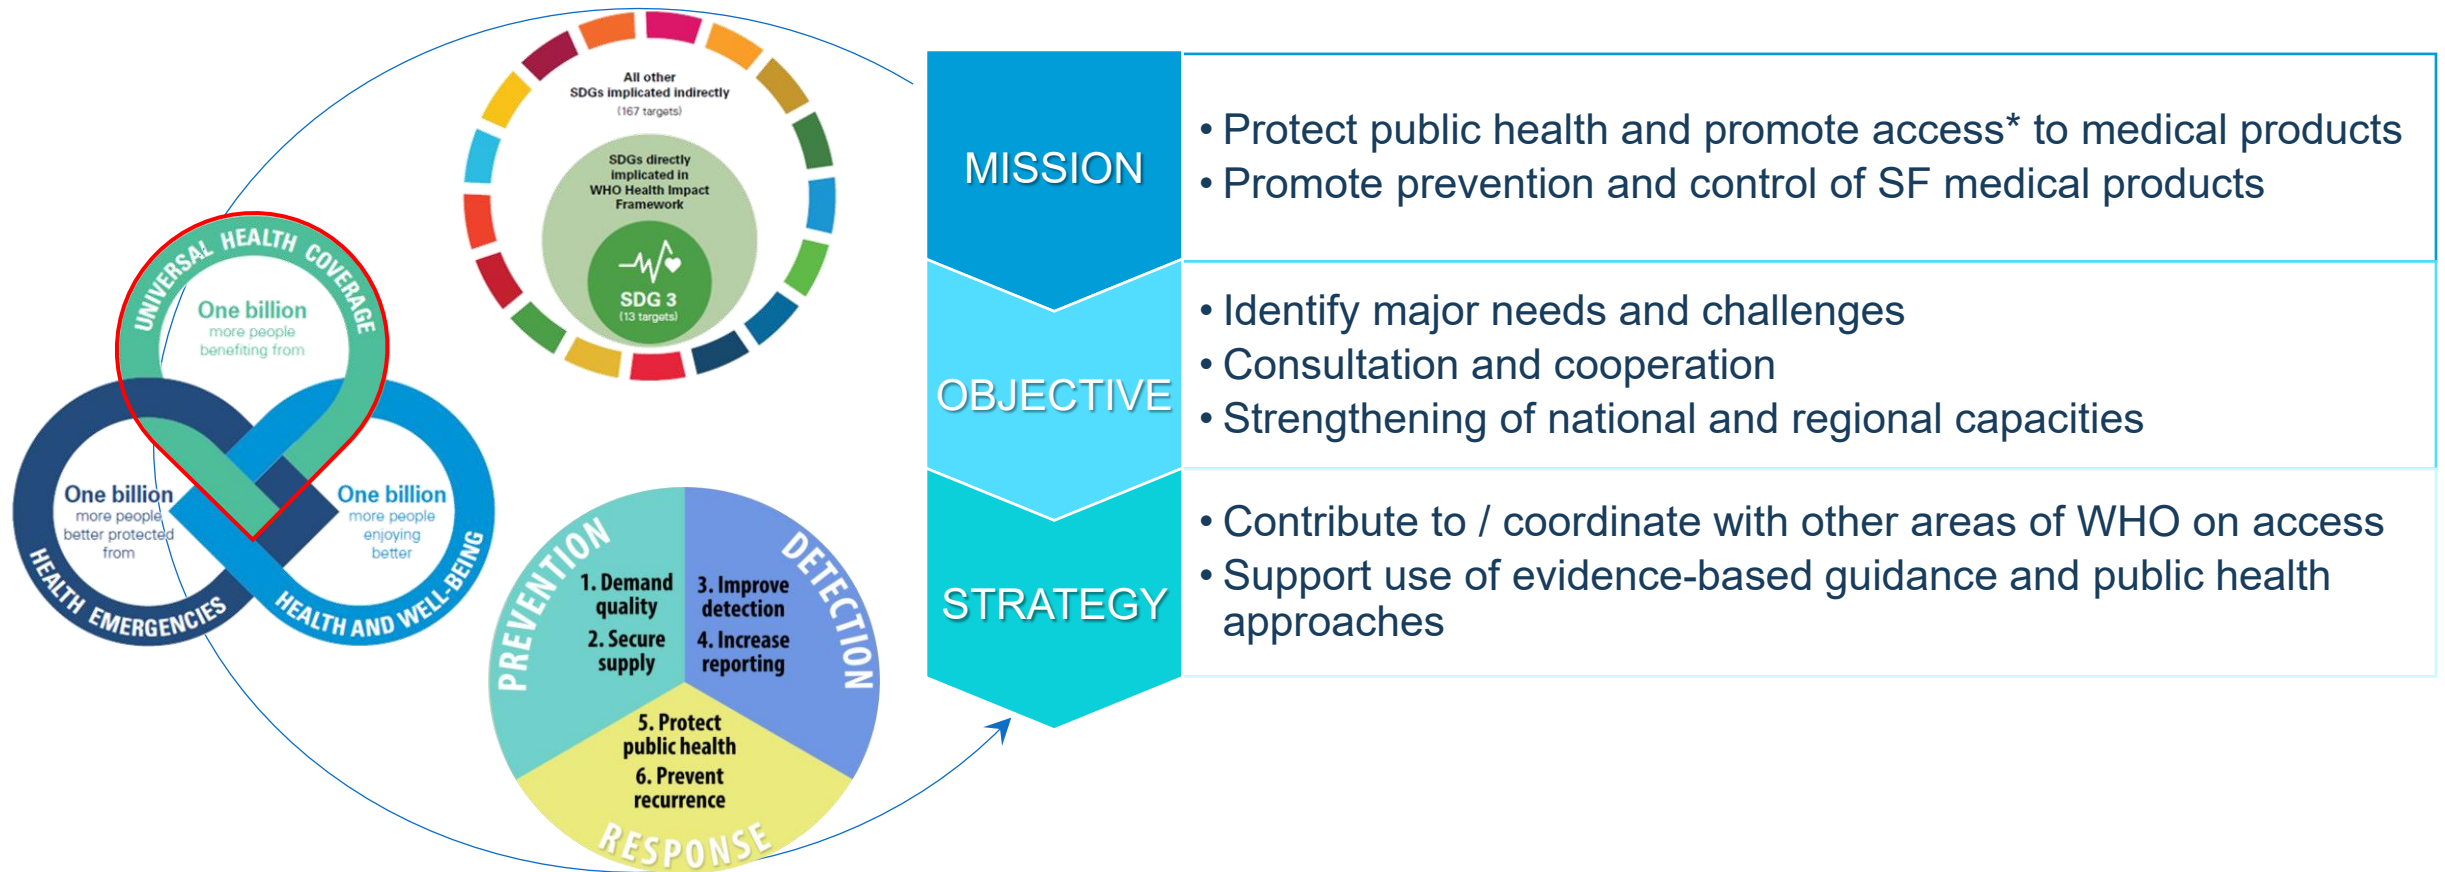 All other
SDGs implicated indirectly
(167 targets)
SDGs directly
implicated in
WHO Health Impact
Framework
SDG 3
(13 targets)
UNIVERSAL HEALTH COVERAGE
One billion
more people
benefiting from
One billion
more people
better protected
from
HEALTH EMERGENCIES
One billion
more people
enjoying
better
HEALTH AND WELL-BEING
PREVENTION
1. Demand
quality
2. Secure
supply
DETECTION
3. Improve
detection
4. Increase
reporting
5. Protect
public health
6. Prevent
recurrence
RESPONSE
MISSION
• Protect public health and promote access* to medical products
• Promote prevention and control of SF medical products
OBJECTIVE
• Identify major needs and challenges
• Consultation and cooperation
• Strengthening of national and regional capacities
STRATEGY
• Contribute to / coordinate with other areas of WHO on access
• Support use of evidence-based guidance and public health
approaches